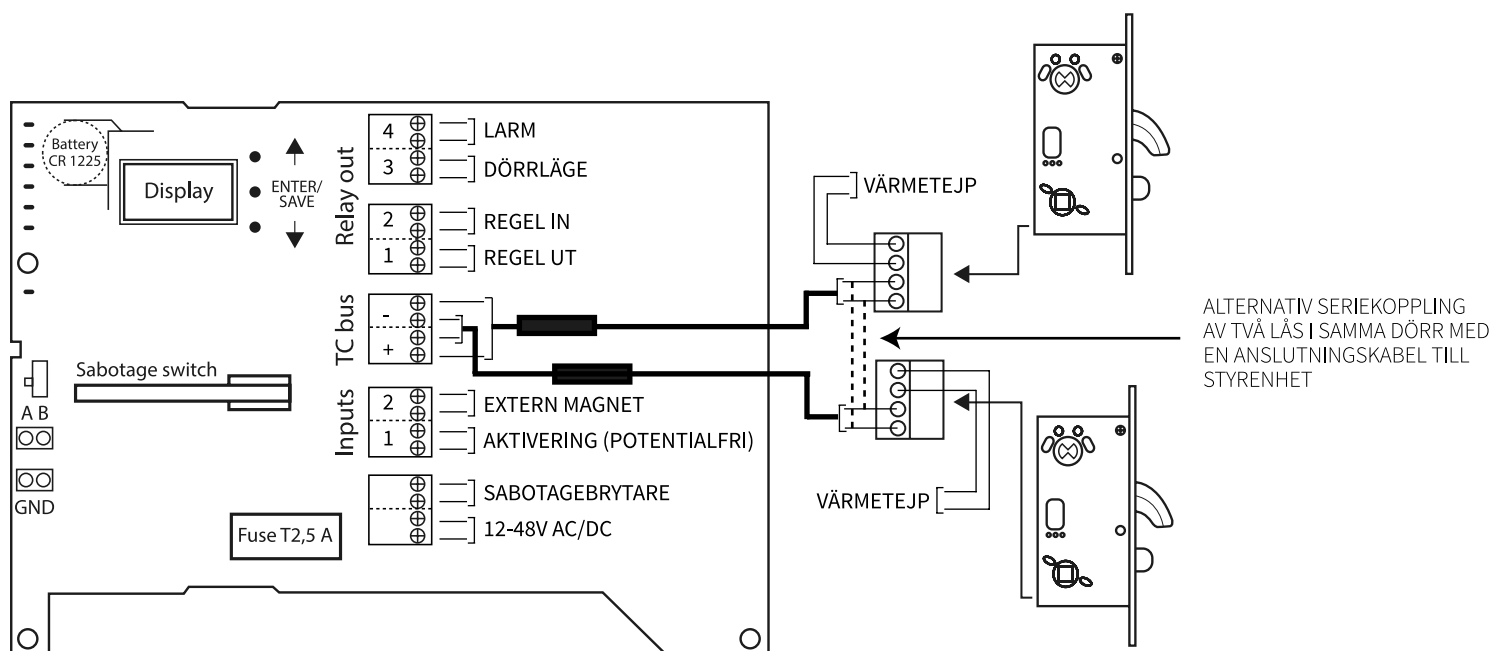 Battery
CR 1225
Display
ENTER/
SAVE
Relay out
4
LARM
3
DÖRRLÄGE
2
REGEL IN
1
REGEL UT
TC bus
-
+
Sabotage switch
A B
GND
Inputs
2
EXTERN MAGNET
1
AKTIVERING (POTENTIALFRI)
SABOTAGEBRYTARE
12-48V AC/DC
Fuse T2,5 A
VÄRMETEJP
VÄRMETEJP
ALTERNATIV SERIEKOPPLING
AV TVÅ LÅS I SAMMA DÖRR MED
EN ANSLUTNINGSKABEL TILL
STYRENHET